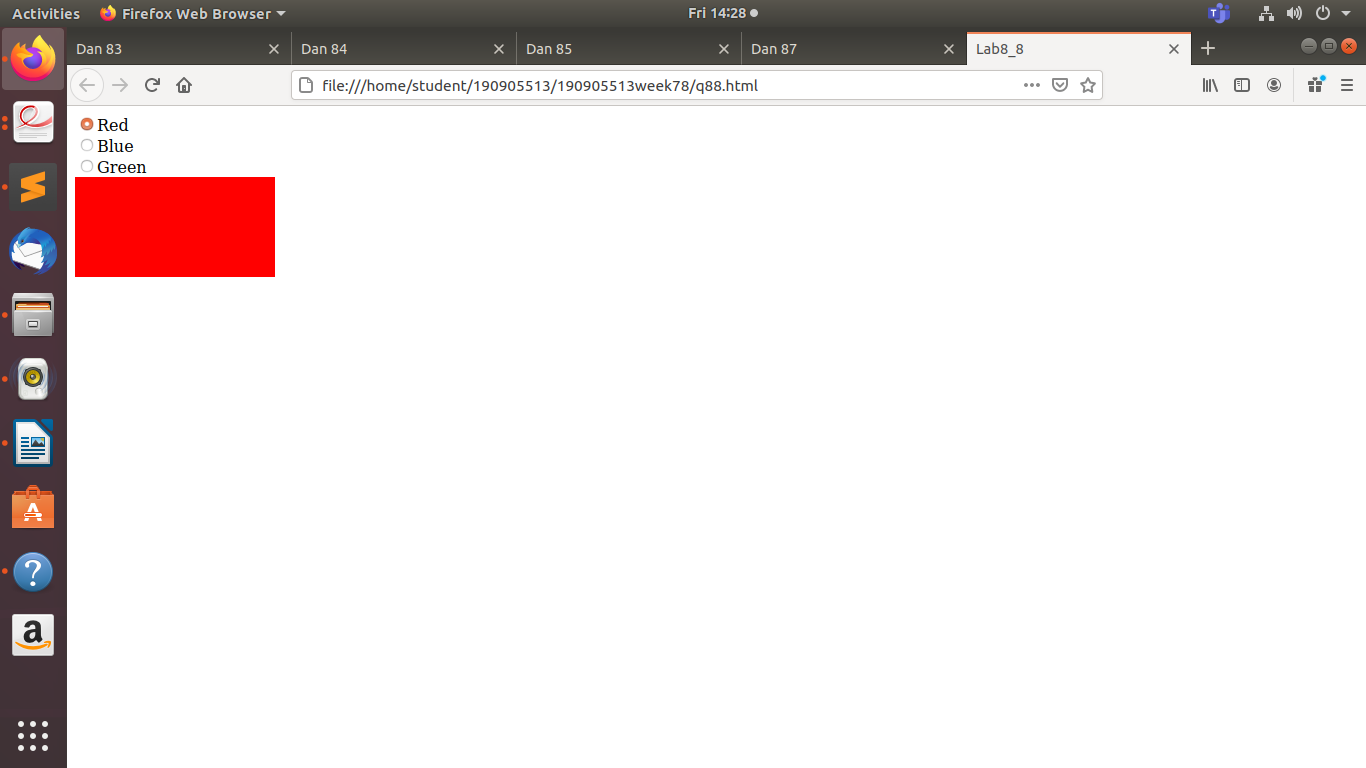 Activities Firefox Web Browser Fri 14:28
Dan 83 Dan 84 Dan 85 Dan 87 Lab8_8
file:///home/student/190905513/190905513week78/q88.html
Red
Blue
Green